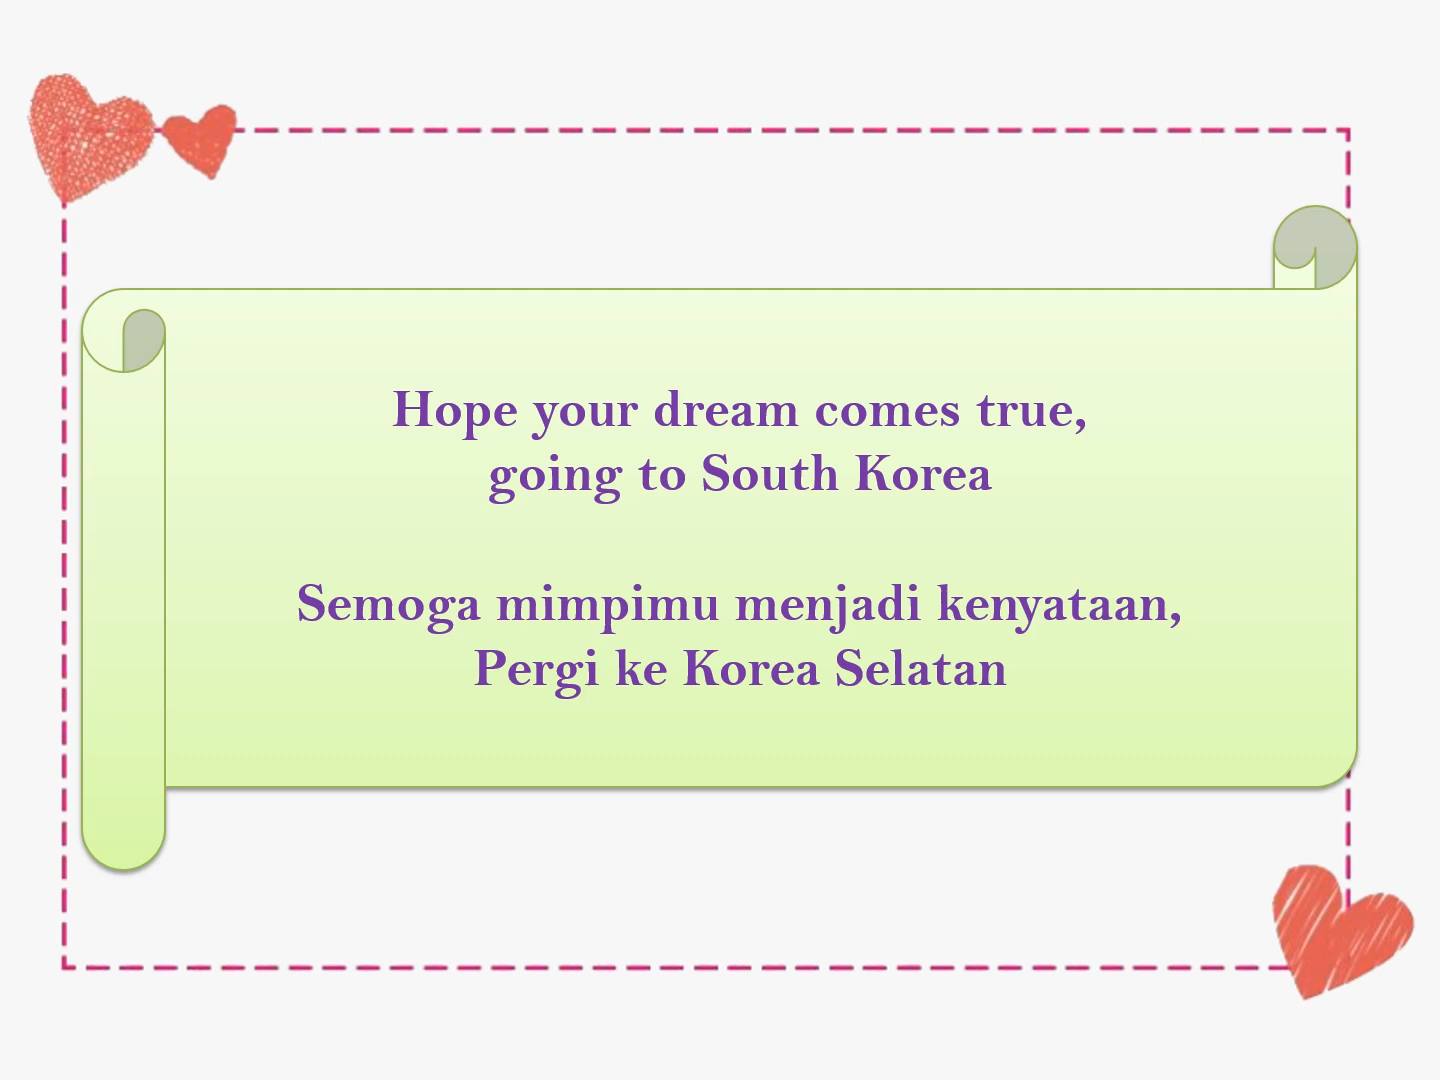 Hope your dream comes true,
going to South Korea
Semoga mimpimu menjadi kenyataan,
Pergi ke Korea Selatan